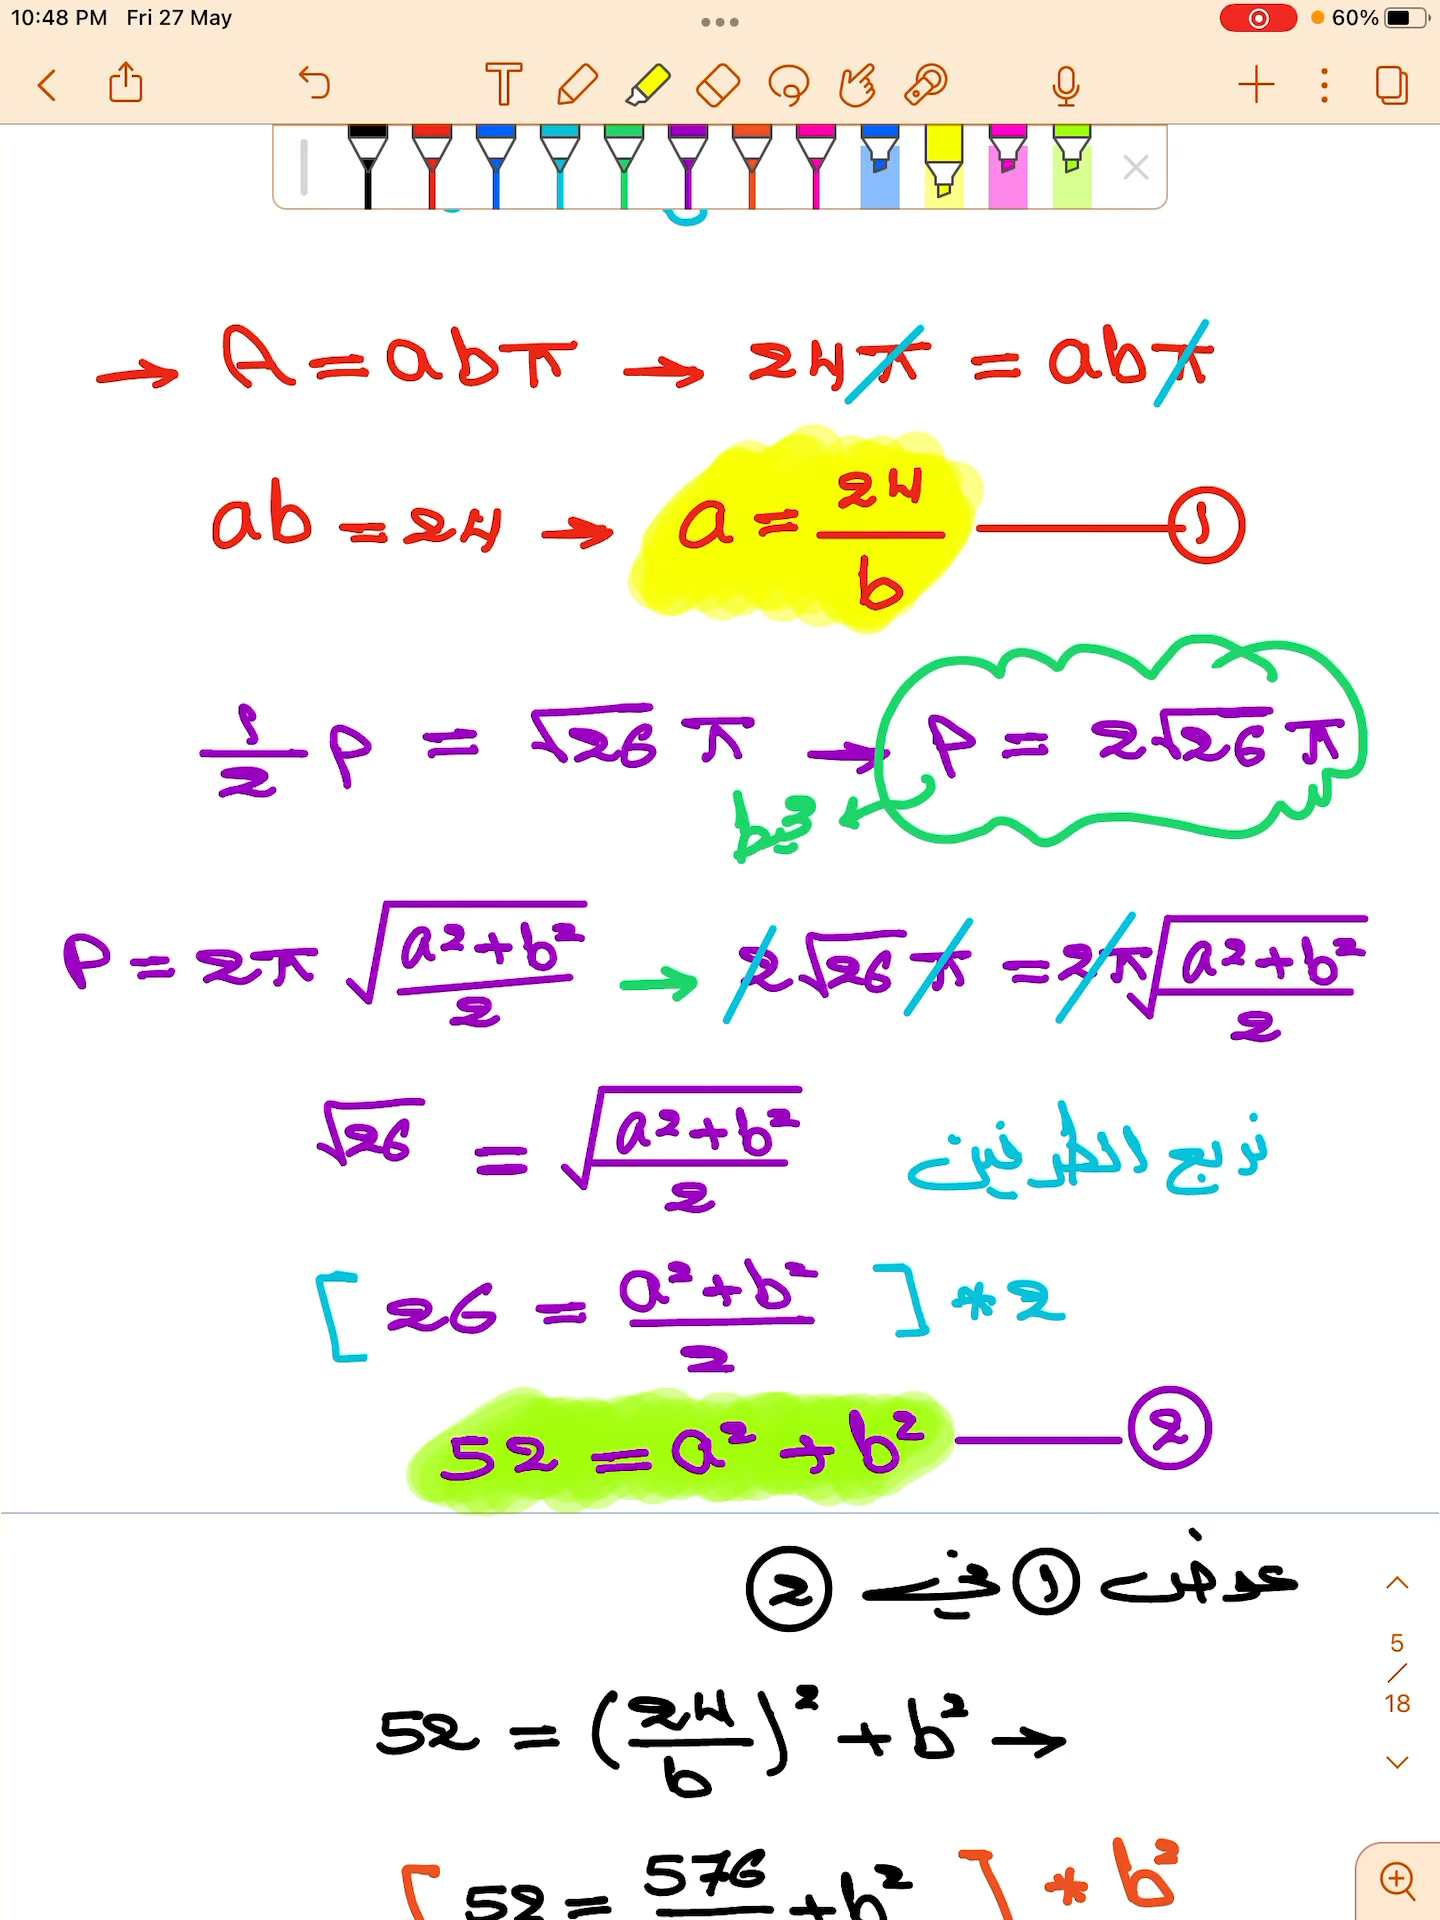 10:48 PM Fri 27 May 60%
→ A = abπ → 24π = abπ
ab = 24 → a = 24/b — ①
1/2 P = √26 π → P = 2√26 π
P = 2π √((a²+b²)/2) → 2√26 π = 2π √((a²+b²)/2)
√26 = √((a²+b²)/2) نربع الطرفين
[ 26 = (a²+b²)/2 ] * 2
52 = a² + b² — ②
عوض ① في ②
5
/
18
52 = (24/b)² + b² →
[ 52 = 576/ + b² ] * b²